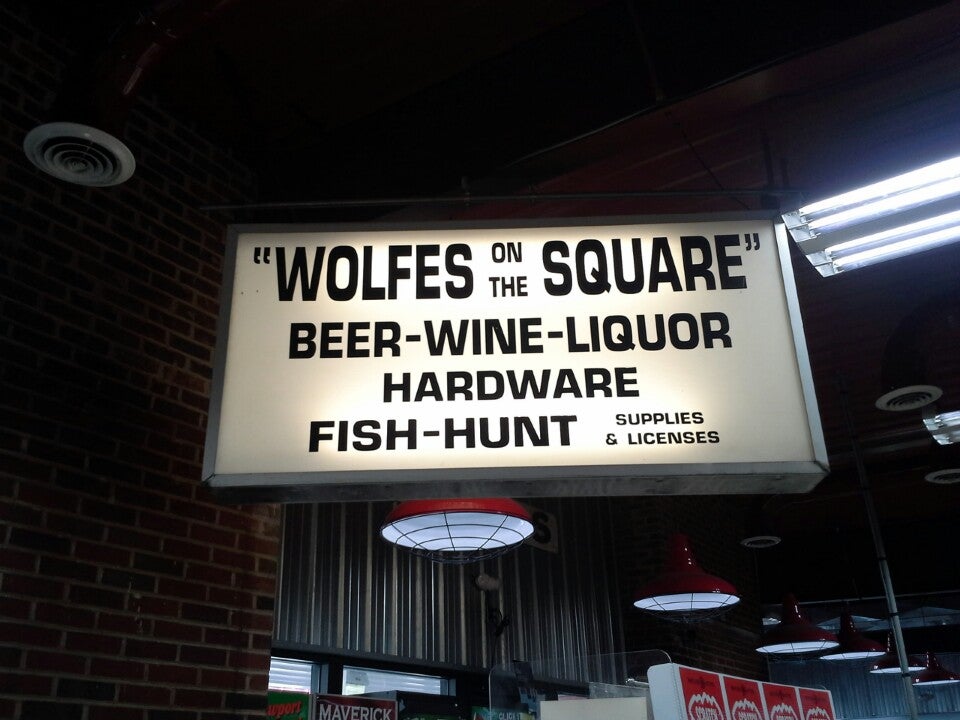 "WOLFES ON THE SQUARE"
BEER-WINE-LIQUOR
HARDWARE
FISH-HUNT SUPPLIES & LICENSES
MAVERICK